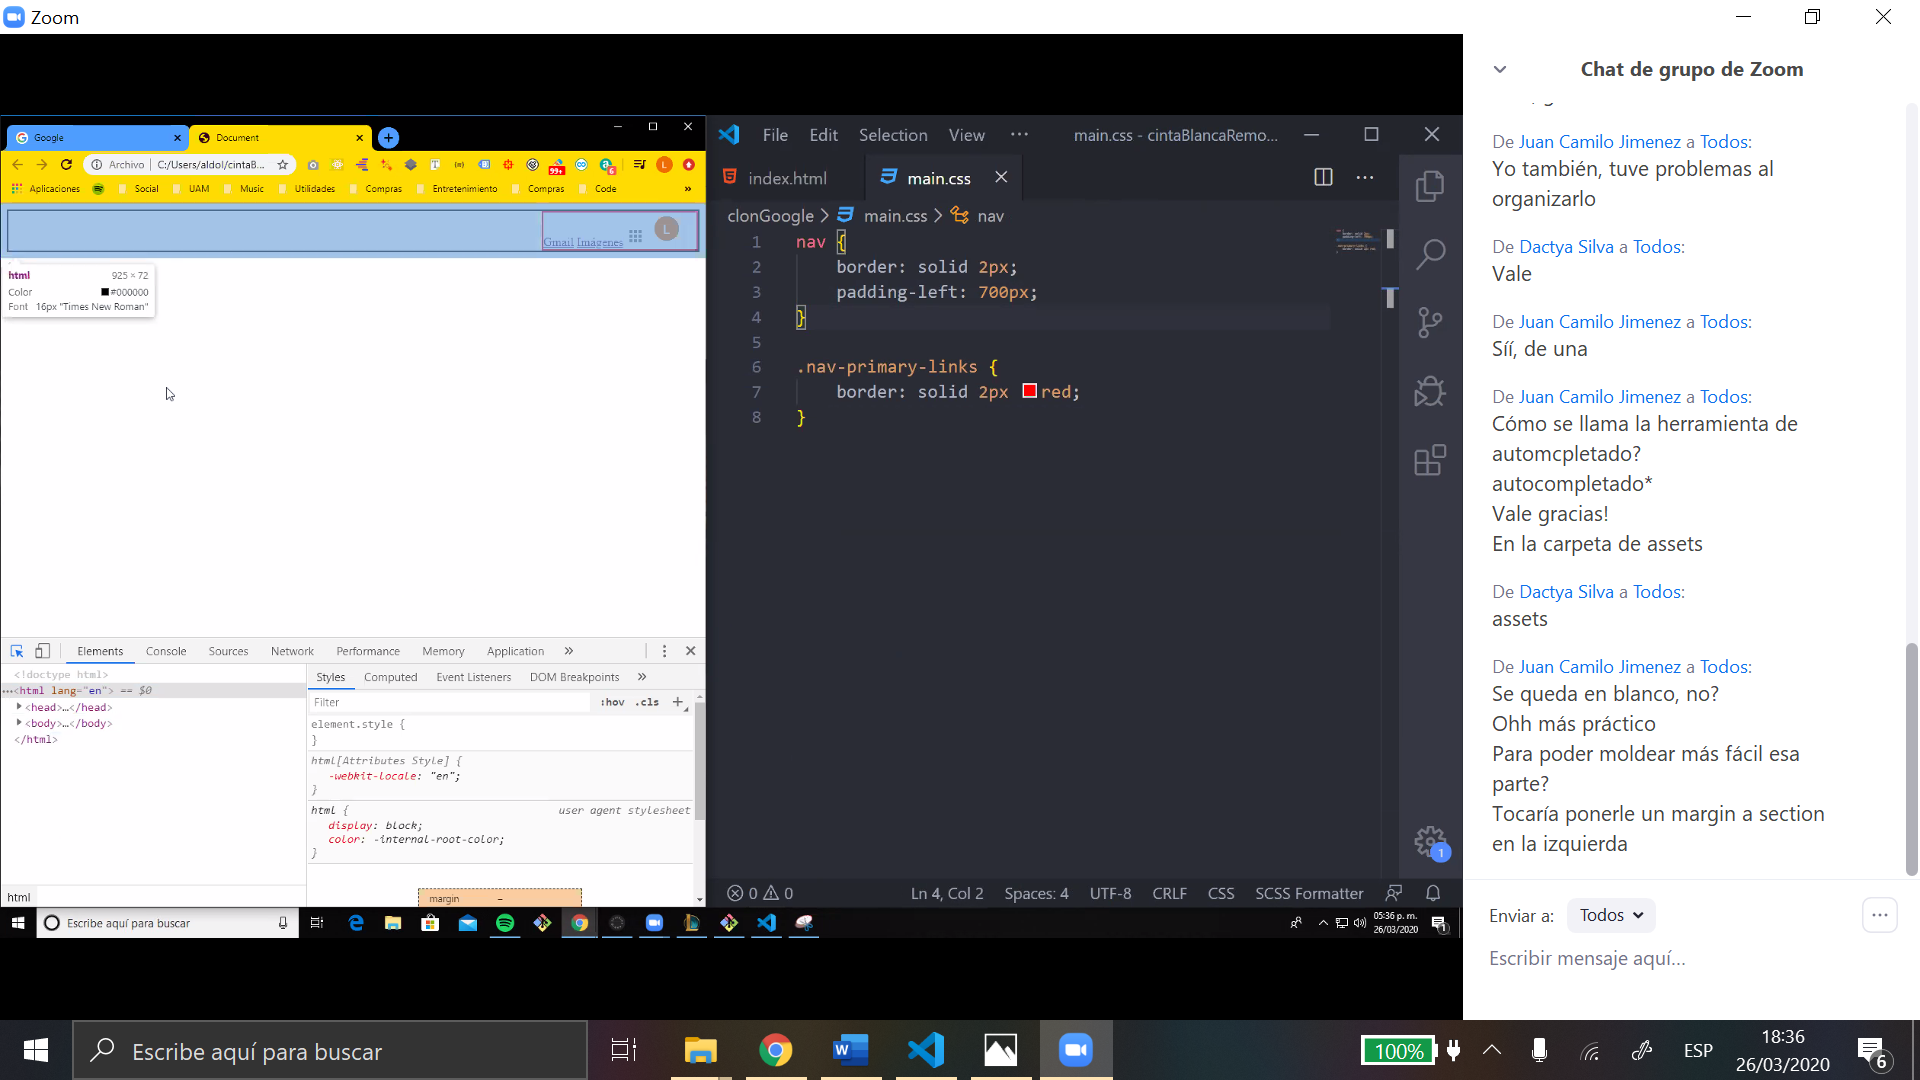 Zoom
Google
Document
Archivo
C:/Users/aldol/cintaB...
99+
6
L
Aplicaciones
Social
UAM
Music
Utilidades
Compras
Entretenimiento
Compras
Code
»
Gmail Imágenes
L
html 925 × 72
Color #000000
Font 16px "Times New Roman"
Elements
Console
Sources
Network
Performance
Memory
Application
»
<!doctype html>
...<html lang="en"> == $0
<head>…</head>
<body>…</body>
</html>
html
Styles
Computed
Event Listeners
DOM Breakpoints
»
Filter
:hov .cls +
element.style {
}
html[Attributes Style] {
-webkit-locale: "en";
}
html { user agent stylesheet
display: block;
color: -internal-root-color;
}
margin –
Escribe aquí para buscar
05:36 p. m.
26/03/2020
1
File Edit Selection View ···
main.css - cintaBlancaRemo...
index.html
main.css
clonGoogle > main.css > nav
1 nav {
2 border: solid 2px;
3 padding-left: 700px;
4 }
5
6 .nav-primary-links {
7 border: solid 2px red;
8 }
1
0 0
Ln 4, Col 2
Spaces: 4
UTF-8
CRLF
CSS
SCSS Formatter
Chat de grupo de Zoom
De Juan Camilo Jimenez a Todos:
Yo también, tuve problemas al
organizarlo
De Dactya Silva a Todos:
Vale
De Juan Camilo Jimenez a Todos:
Síí, de una
De Juan Camilo Jimenez a Todos:
Cómo se llama la herramienta de
automcpletado?
autocompletado*
Vale gracias!
En la carpeta de assets
De Dactya Silva a Todos:
assets
De Juan Camilo Jimenez a Todos:
Se queda en blanco, no?
Ohh más práctico
Para poder moldear más fácil esa
parte?
Tocaría ponerle un margin a section
en la izquierda
Enviar a: Todos
Escribir mensaje aquí...
Escribe aquí para buscar
100%
ESP
18:36
26/03/2020
6